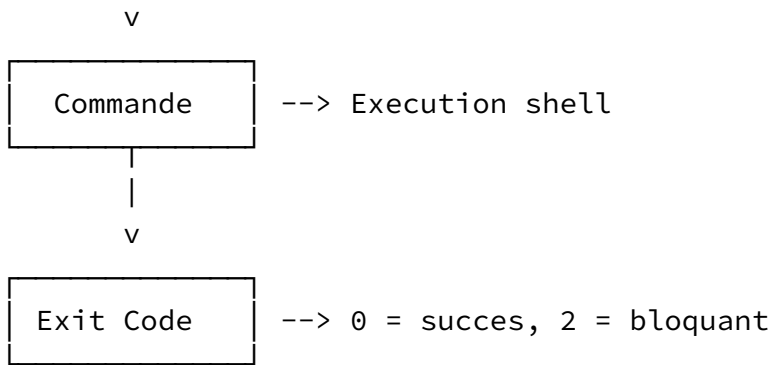 v
Commande --> Execution shell
|
v
Exit Code --> 0 = succes, 2 = bloquant